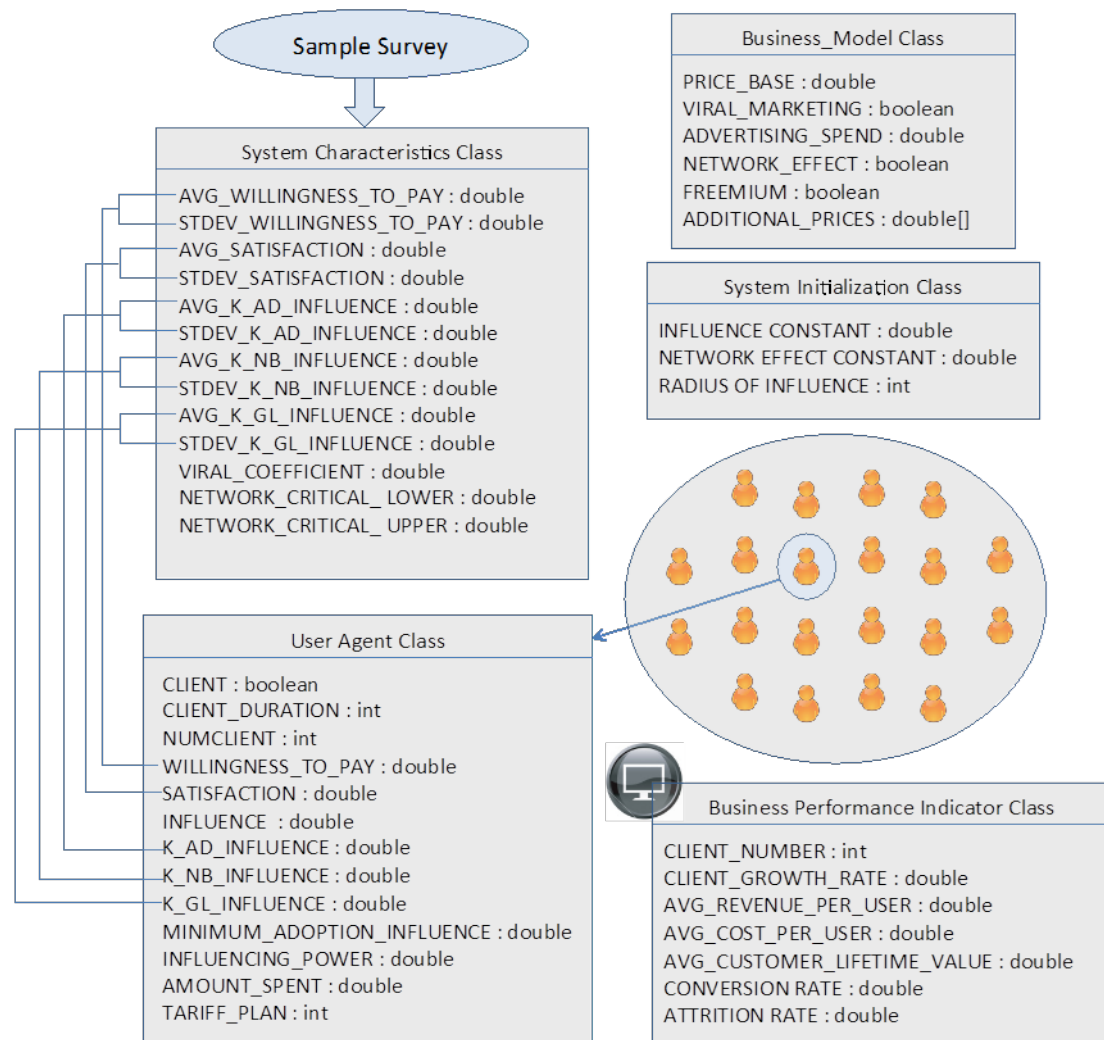 Sample Survey
System Characteristics Class
AVG_WILLINGNESS_TO_PAY : double
STDEV_WILLINGNESS_TO_PAY : double
AVG_SATISFACTION : double
STDEV_SATISFACTION : double
AVG_K_AD_INFLUENCE : double
STDEV_K_AD_INFLUENCE : double
AVG_K_NB_INFLUENCE : double
STDEV_K_NB_INFLUENCE : double
AVG_K_GL_INFLUENCE : double
STDEV_K_GL_INFLUENCE : double
VIRAL_COEFFICIENT : double
NETWORK_CRITICAL_ LOWER : double
NETWORK_CRITICAL_ UPPER : double
Business_Model Class
PRICE_BASE : double
VIRAL_MARKETING : boolean
ADVERTISING_SPEND : double
NETWORK_EFFECT : boolean
FREEMIUM : boolean
ADDITIONAL_PRICES : double[]
System Initialization Class
INFLUENCE CONSTANT : double
NETWORK EFFECT CONSTANT : double
RADIUS OF INFLUENCE : int
User Agent Class
CLIENT : boolean
CLIENT_DURATION : int
NUMCLIENT : int
WILLINGNESS_TO_PAY : double
SATISFACTION : double
INFLUENCE : double
K_AD_INFLUENCE : double
K_NB_INFLUENCE : double
K_GL_INFLUENCE : double
MINIMUM_ADOPTION_INFLUENCE : double
INFLUENCING_POWER : double
AMOUNT_SPENT : double
TARIFF_PLAN : int
Business Performance Indicator Class
CLIENT_NUMBER : int
CLIENT_GROWTH_RATE : double
AVG_REVENUE_PER_USER : double
AVG_COST_PER_USER : double
AVG_CUSTOMER_LIFETIME_VALUE : double
CONVERSION RATE : double
ATTRITION RATE : double